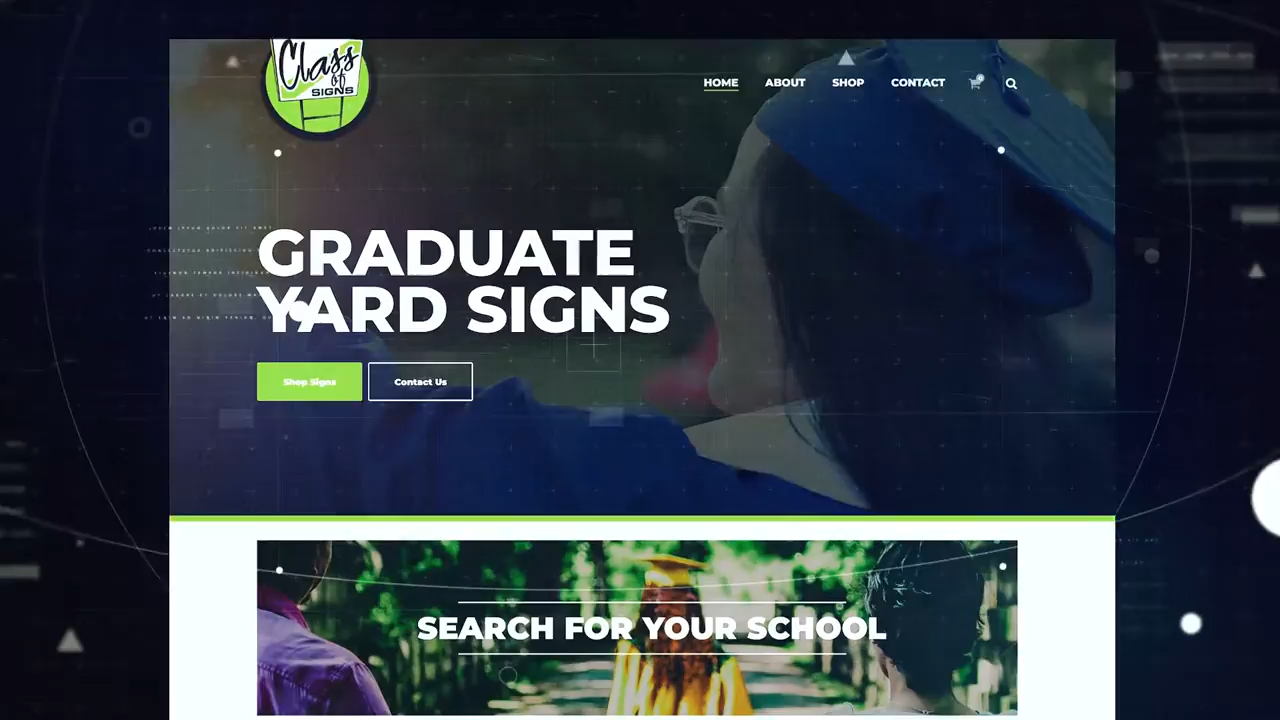 Class
of
SIGNS
HOME ABOUT SHOP CONTACT
GRADUATE
YARD SIGNS
Shop Signs Contact Us
SEARCH FOR YOUR SCHOOL